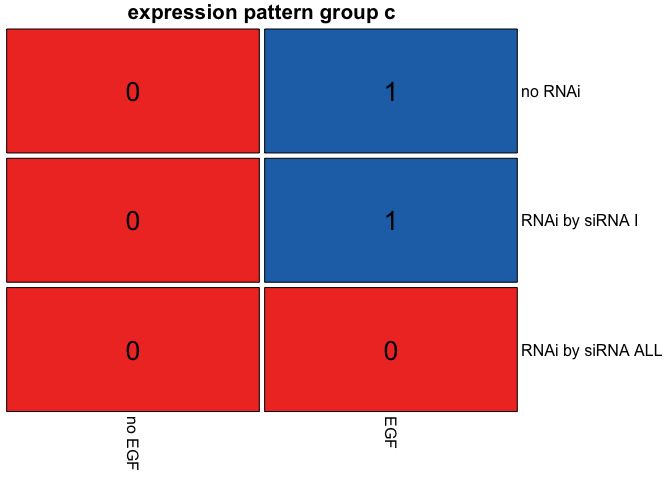 expression pattern group c
0 1 no RNAi
0 1 RNAi by siRNA I
0 0 RNAi by siRNA ALL
no EGF EGF